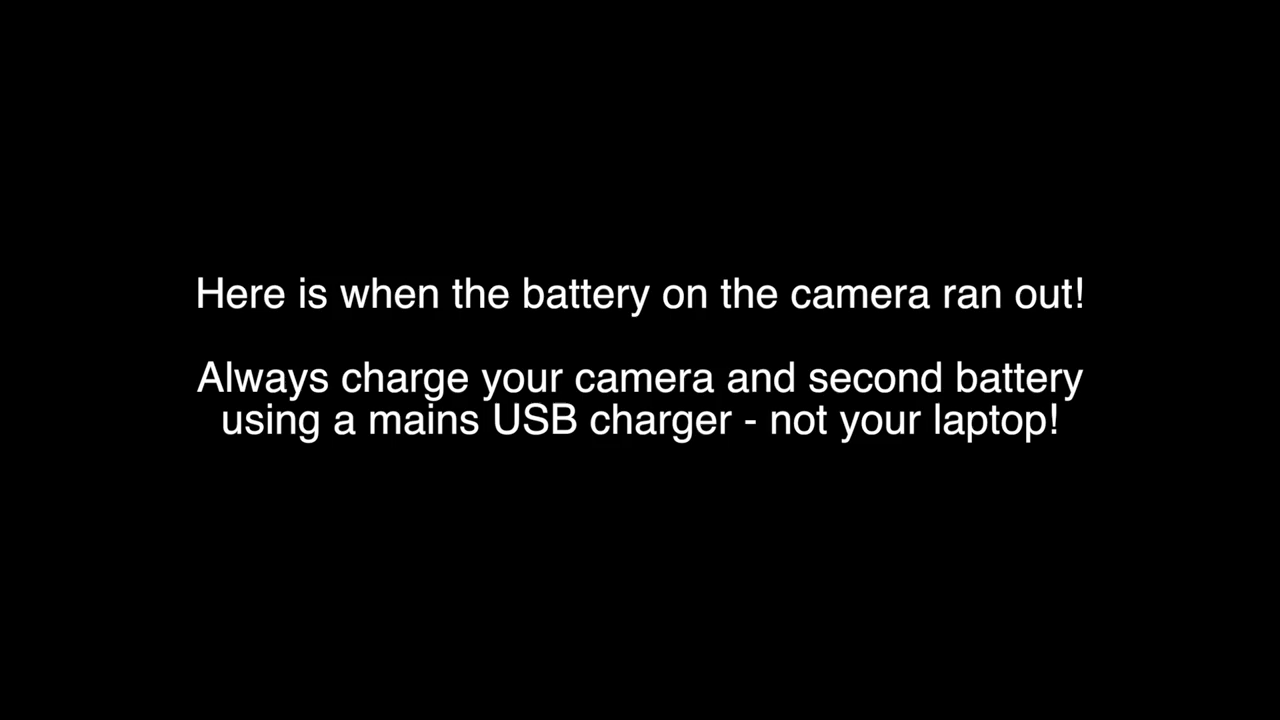 Here is when the battery on the camera ran out!
Always charge your camera and second battery
using a mains USB charger - not your laptop!